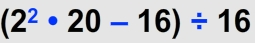 (2² • 20 – 16) ÷ 16